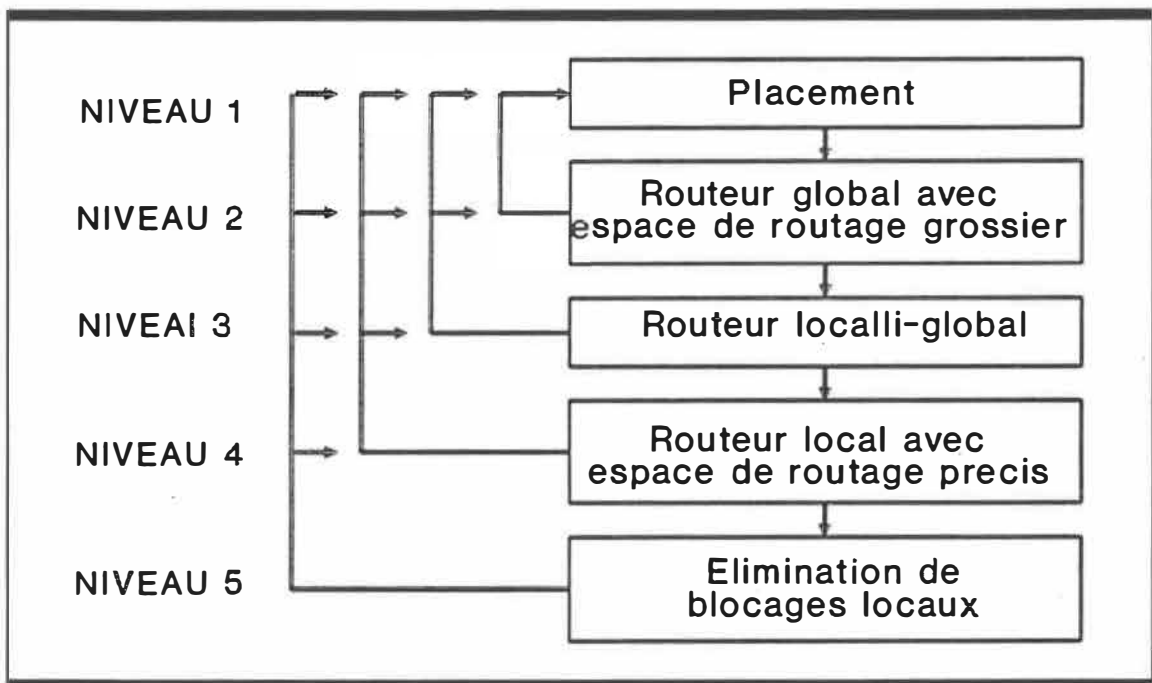 NIVEAU 1
Placement
NIVEAU 2
Routeur global avec
espace de routage grossier
NIVEAI 3
Routeur localli-global
NIVEAU 4
Routeur local avec
espace de routage precis
NIVEAU 5
Elimination de
blocages locaux